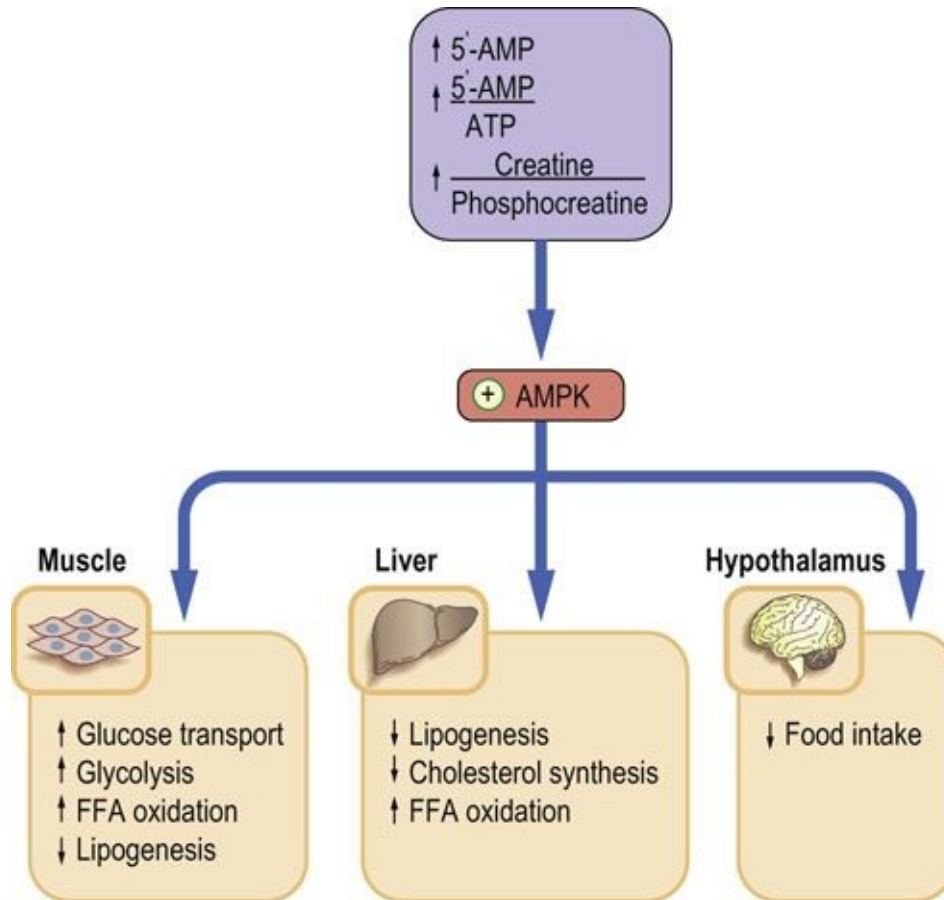 ↑ 5'-AMP
↑ 5'-AMP
ATP
↑ Creatine
Phosphocreatine
+ AMPK
Muscle
↑ Glucose transport
↑ Glycolysis
↑ FFA oxidation
↓ Lipogenesis
Liver
↓ Lipogenesis
↓ Cholesterol synthesis
↑ FFA oxidation
Hypothalamus
↓ Food intake